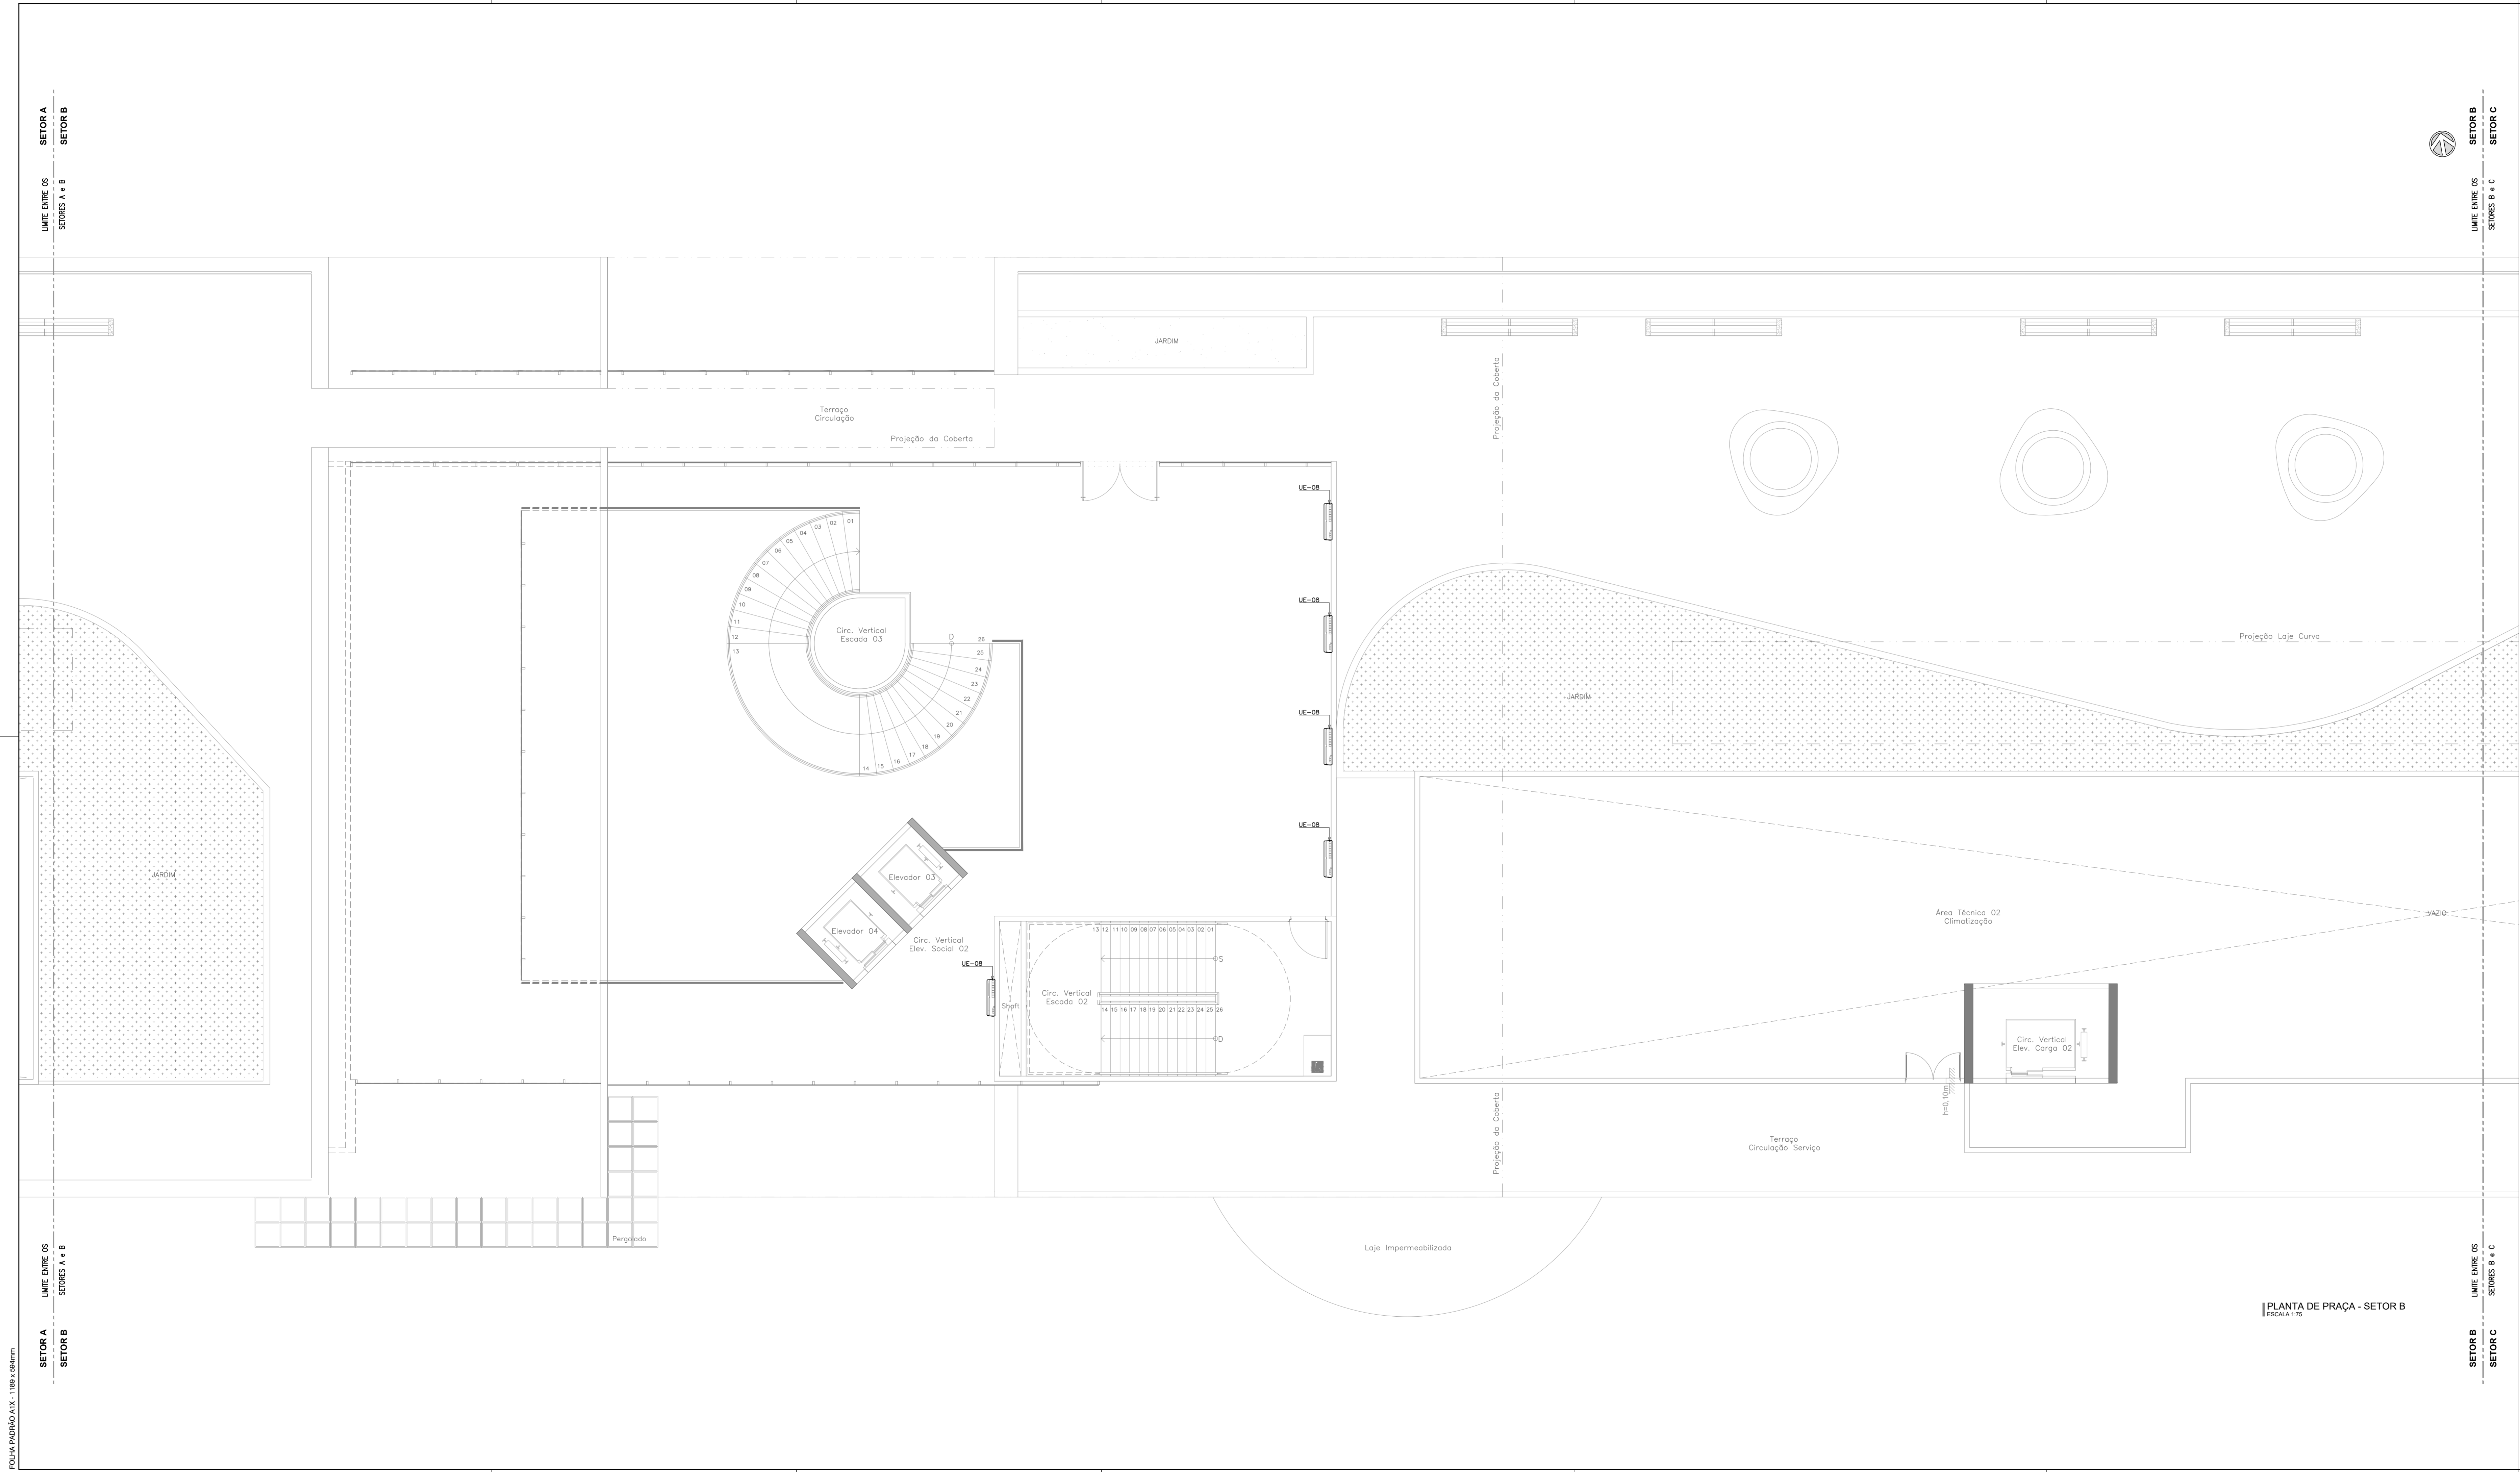 SETOR A
SETOR B
LIMITE ENTRE OS
SETORES A e B
SETOR B
SETOR C
LIMITE ENTRE OS
SETORES B e C
JARDIM
Projeção da Coberta
Terraço
Circulação
Projeção da Coberta
UE-08
01
02
03
04
05
06
07
08
09
10
11
12
13
Circ. Vertical
Escada 03
D
26
25
24
23
22
21
20
19
18
17
16
15
14
UE-08
Projeção Laje Curva
JARDIM
UE-08
UE-08
JARDIM
Elevador 03
Elevador 04
Circ. Vertical
Elev. Social 02
UE-08
13 12 11 10 09 08 07 06 05 04 03 02 01
S
Circ. Vertical
Escada 02
Shaft
14 15 16 17 18 19 20 21 22 23 24 25 26
D
Área Técnica 02
Climatização
VAZIO
Circ. Vertical
Elev. Carga 02
h=0,10m
Projeção da Coberta
Terraço
Circulação Serviço
Pergolado
Laje Impermeabilizada
LIMITE ENTRE OS
SETORES A e B
SETOR A
SETOR B
LIMITE ENTRE OS
SETORES B e C
SETOR B
SETOR C
PLANTA DE PRAÇA - SETOR B
ESCALA 1:75
FOLHA PADRÃO A1X - 1189 x 594mm